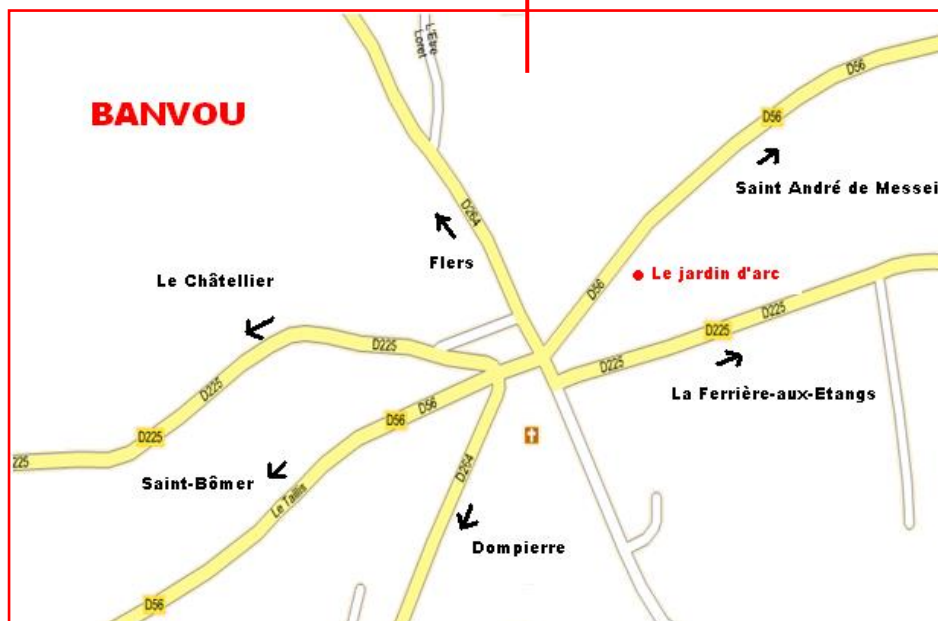 L'Etre
Loret
D56
BANVOU
D56
Saint André de Messei
D264
Flers
Le Châtellier
D56
Le jardin d'arc
D225
D225
D225
D225
La Ferrière-aux-Etangs
D225
D56
D56
D225
225
D264
Saint-Bômer
Le Taillis
Dompierre
D56